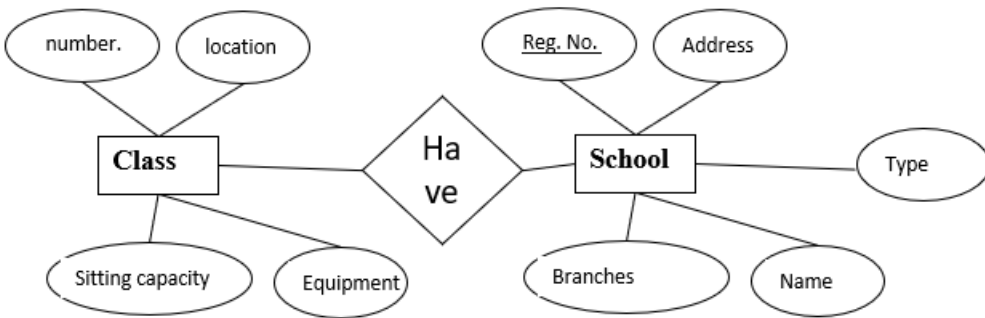 number.
location
Reg. No.
Address
Class
Ha
ve
School
Type
Sitting capacity
Equipment
Branches
Name